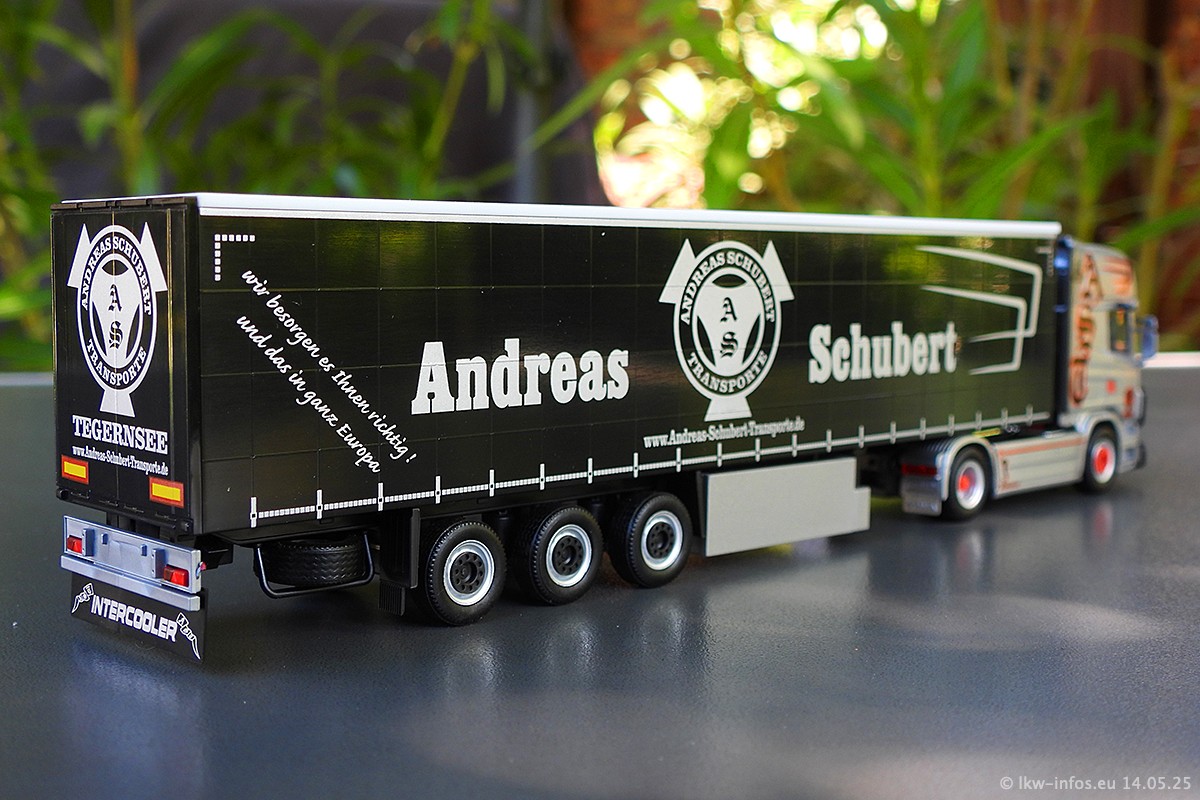 ANDREAS SCHUBERT
A
S
TRANSPORTE
TEGERNSEE
www.Andreas-Schubert-Transporte.de
INTERCOOLER
wir besorgen es Ihnen richtig!
und das in ganz Europa
Andreas
ANDREAS SCHUBERT
A
S
TRANSPORTE
Schubert
www.Andreas-Schubert-Transporte.de
© lkw-infos.eu 14.05.25